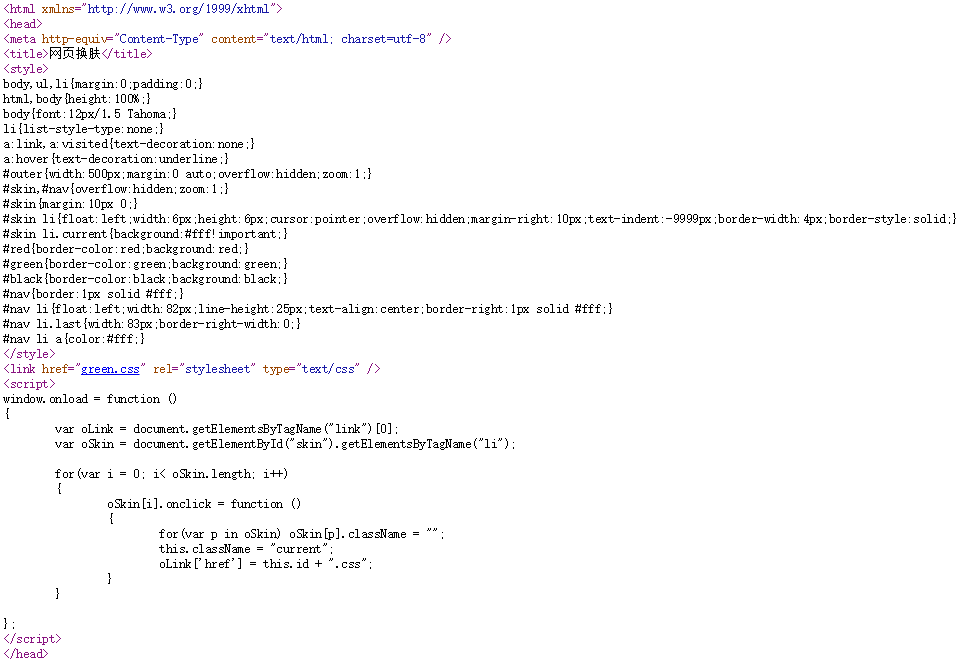 <html xmlns="http://www.w3.org/1999/xhtml">
<head>
<meta http-equiv="Content-Type" content="text/html; charset=utf-8" />
<title>网页换肤</title>
<style>
body,ul,li{margin:0;padding:0;}
html,body{height:100%;}
body{font:12px/1.5 Tahoma;}
li{list-style-type:none;}
a:link,a:visited{text-decoration:none;}
a:hover{text-decoration:underline;}
#outer{width:500px;margin:0 auto;overflow:hidden;zoom:1;}
#skin,#nav{overflow:hidden;zoom:1;}
#skin{margin:10px 0;}
#skin li{float:left;width:6px;height:6px;cursor:pointer;overflow:hidden;margin-right:10px;text-indent:-9999px;border-width:4px;border-style:solid;}
#skin li.current{background:#fff!important;}
#red{border-color:red;background:red;}
#green{border-color:green;background:green;}
#black{border-color:black;background:black;}
#nav{border:1px solid #fff;}
#nav li{float:left;width:82px;line-height:25px;text-align:center;border-right:1px solid #fff;}
#nav li.last{width:83px;border-right-width:0;}
#nav li a{color:#fff;}
</style>
<link href="green.css" rel="stylesheet" type="text/css" />
<script>
window.onload = function ()
{
var oLink = document.getElementsByTagName("link")[0];
var oSkin = document.getElementById("skin").getElementsByTagName("li");
for(var i = 0; i< oSkin.length; i++)
{
oSkin[i].onclick = function ()
{
for(var p in oSkin) oSkin[p].className = "";
this.className = "current";
oLink['href'] = this.id + ".css";
}
}
};
</script>
</head>